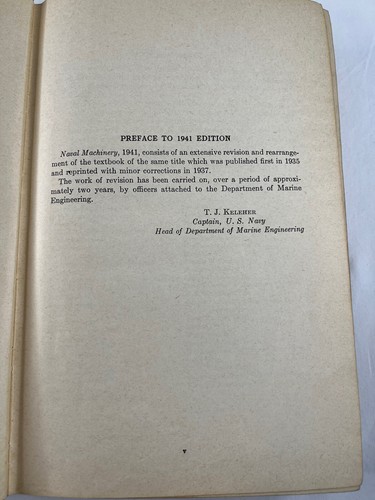 PREFACE TO 1941 EDITION
Naval Machinery, 1941, consists of an extensive revision and rearrange-
ment of the textbook of the same title which was published first in 1935
and reprinted with minor corrections in 1937.
The work of revision has been carried on, over a period of approxi-
mately two years, by officers attached to the Department of Marine
Engineering.
T. J. KELEHER
Captain, U. S. Navy
Head of Department of Marine Engineering
v